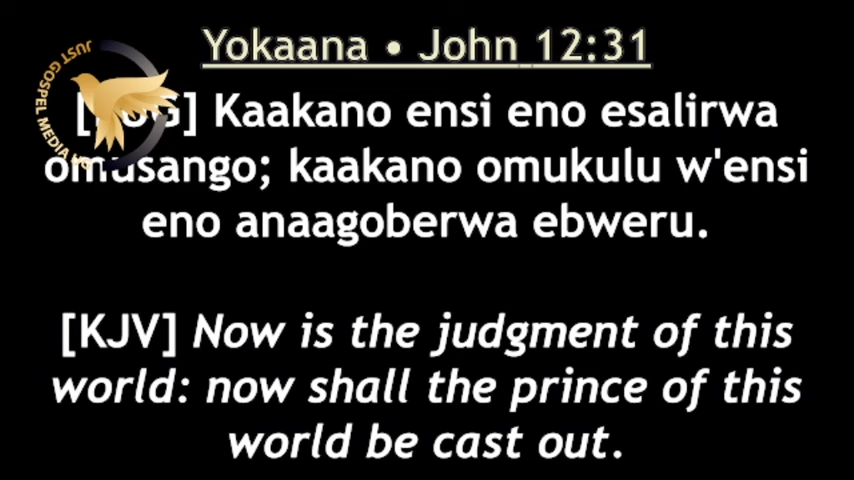 Yokaana • John 12:31
JUST GOSPEL MEDIA UG
Kaakano ensi eno esalirwa
omusango; kaakano omukulu w'ensi
eno anaagoberwa ebweru.
[KJV] Now is the judgment of this
world: now shall the prince of this
world be cast out.